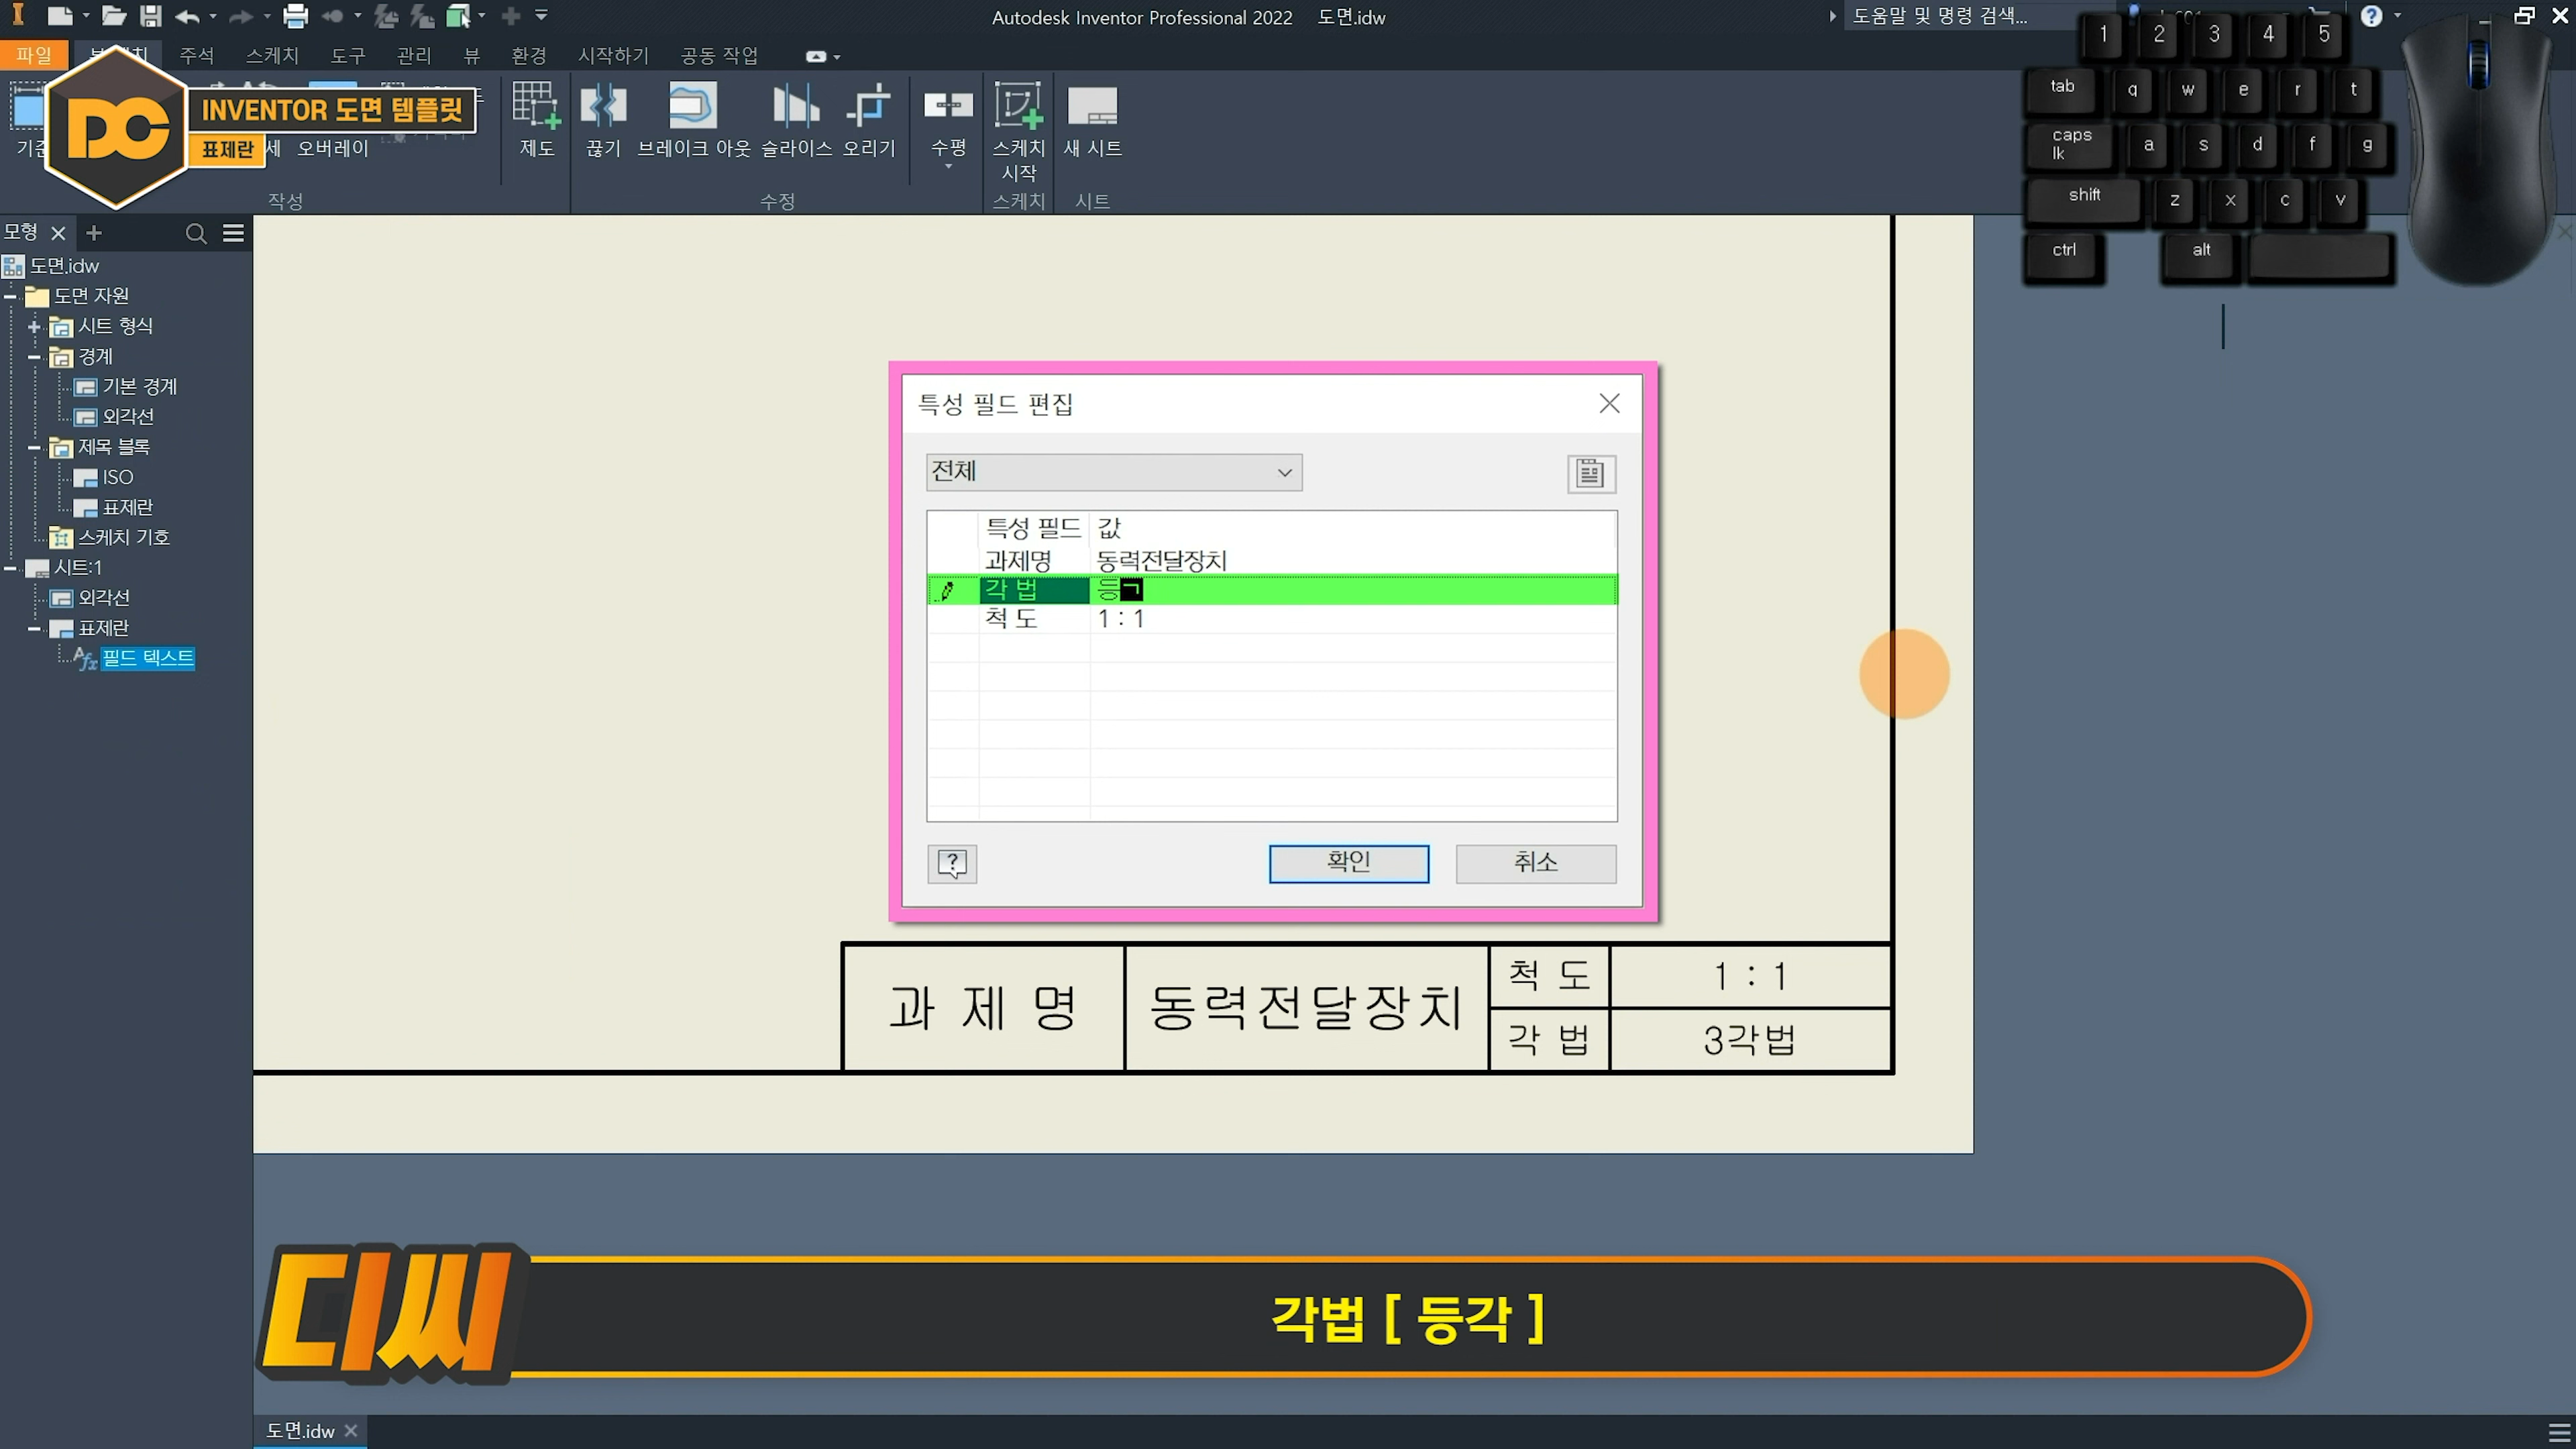 Autodesk Inventor Professional 2022 도면.idw
도움말 및 명령 검색...
파일 주석 스케치 도구 관리 뷰 환경 시작하기 공동 작업
INVENTOR 도면 템플릿
표제란
DC
오버레이
제도
끊기
브레이크 아웃
슬라이스
오리기
수평
스케치
시작
새 시트
작성
수정
스케치
시트
1 2 3 4 5
tab q w e r t
caps
lk
a s d f g
shift z x c v
ctrl alt
모형
도면.idw
도면 자원
시트 형식
경계
기본 경계
외각선
제목 블록
ISO
표제란
스케치 기호
시트:1
외각선
표제란
필드 텍스트
특성 필드 편집
전체
특성 필드 값
과제명 동력전달장치
각 법 등ㄱ
척 도 1 : 1
확인 취소
과 제 명
동력전달장치
척 도 1 : 1
각 법 3각법
디씨
각법 [ 등각 ]
도면.idw